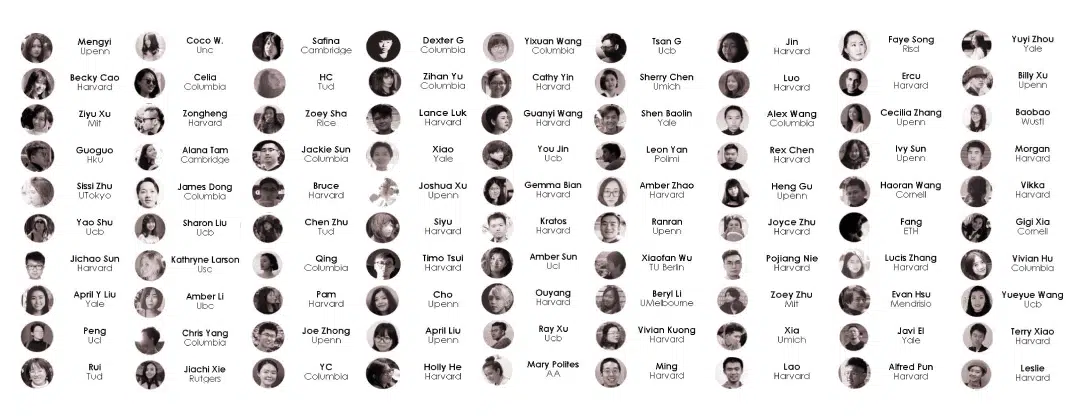 Mengyi
Upenn
Coco W.
Unc
Safina
Cambridge
Dexter G
Columbia
Yixuan Wang
Columbia
Tsan G
Ucb
Jin
Harvard
Faye Song
Risd
Yuyi Zhou
Yale
Becky Cao
Harvard
Celia
Columbia
HC
Tud
Zihan Yu
Columbia
Cathy Yin
Harvard
Sherry Chen
Umich
Luo
Harvard
Ercu
Harvard
Billy Xu
Upenn
Ziyu Xu
Mit
Zongheng
Harvard
Zoey Sha
Rice
Lance Luk
Harvard
Guanyi Wang
Harvard
Shen Baolin
Yale
Alex Wang
Columbia
Cecilia Zhang
Upenn
Baobao
Wustl
Guoguo
Hku
Alana Tam
Cambridge
Jackie Sun
Columbia
Xiao
Yale
You Jin
Ucb
Leon Yan
Polimi
Rex Chen
Harvard
Ivy Sun
Upenn
Morgan
Harvard
Sissi Zhu
UTokyo
James Dong
Columbia
Bruce
Harvard
Joshua Xu
Upenn
Gemma Bian
Harvard
Amber Zhao
Harvard
Heng Gu
Upenn
Haoran Wang
Cornell
Vikka
Harvard
Yao Shu
Ucb
Sharon Liu
Ucb
Chen Zhu
Tud
Siyu
Harvard
Kratos
Harvard
Ranran
Upenn
Joyce Zhu
Harvard
Fang
ETH
Gigi Xia
Cornell
Jichao Sun
Harvard
Kathryne Larson
Usc
Qing
Columbia
Timo Tsui
Harvard
Amber Sun
Ucl
Xiaofan Wu
TU Berlin
Pojiang Nie
Harvard
Lucis Zhang
Harvard
Vivian Hu
Columbia
April Y Liu
Yale
Amber Li
Ubc
Pam
Harvard
Cho
Upenn
Ouyang
Harvard
Beryl Li
UMelbourne
Zoey Zhu
Mit
Evan Hsu
Mendrisio
Yueyue Wang
Ucb
Peng
Ucl
Chris Yang
Columbia
Joe Zhong
Upenn
April Liu
Upenn
Ray Xu
Ucb
Vivian Kuong
Harvard
Xia
Umich
Javi Ei
Yale
Terry Xiao
Harvard
Rui
Tud
Jiachi Xie
Rutgers
YC
Columbia
Holly He
Harvard
Mary Polites
AA
Ming
Harvard
Lao
Harvard
Alfred Pun
Harvard
Leslie
Harvard